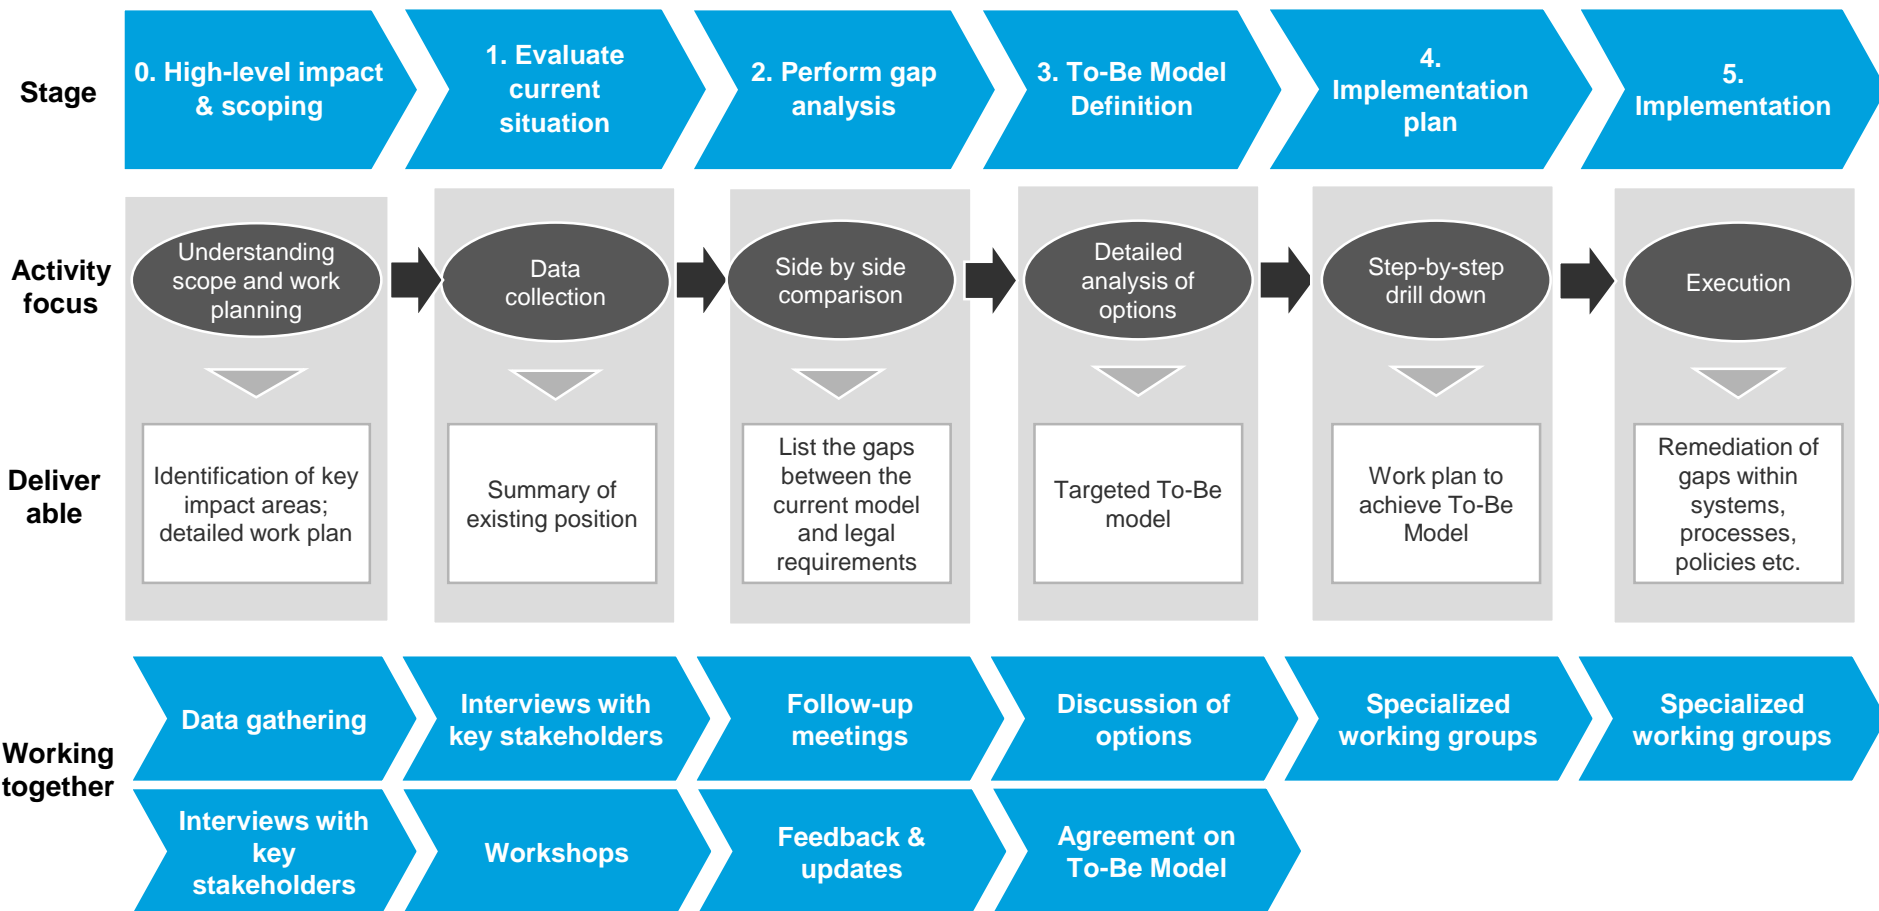 Stage
0. High-level impact
& scoping
1. Evaluate
current
situation
2. Perform gap
analysis
3. To-Be Model
Definition
4.
Implementation
plan
5.
Implementation
Activity
focus
Understanding
scope and work
planning
Data
collection
Side by side
comparison
Detailed
analysis of
options
Step-by-step
drill down
Execution
Deliver
able
Identification of key
impact areas;
detailed work plan
Summary of
existing position
List the gaps
between the
current model
and legal
requirements
Targeted To-Be
model
Work plan to
achieve To-Be
Model
Remediation of
gaps within
systems,
processes,
policies etc.
Working
together
Data gathering
Interviews with
key stakeholders
Follow-up
meetings
Discussion of
options
Specialized
working groups
Specialized
working groups
Interviews with
key
stakeholders
Workshops
Feedback &
updates
Agreement on
To-Be Model